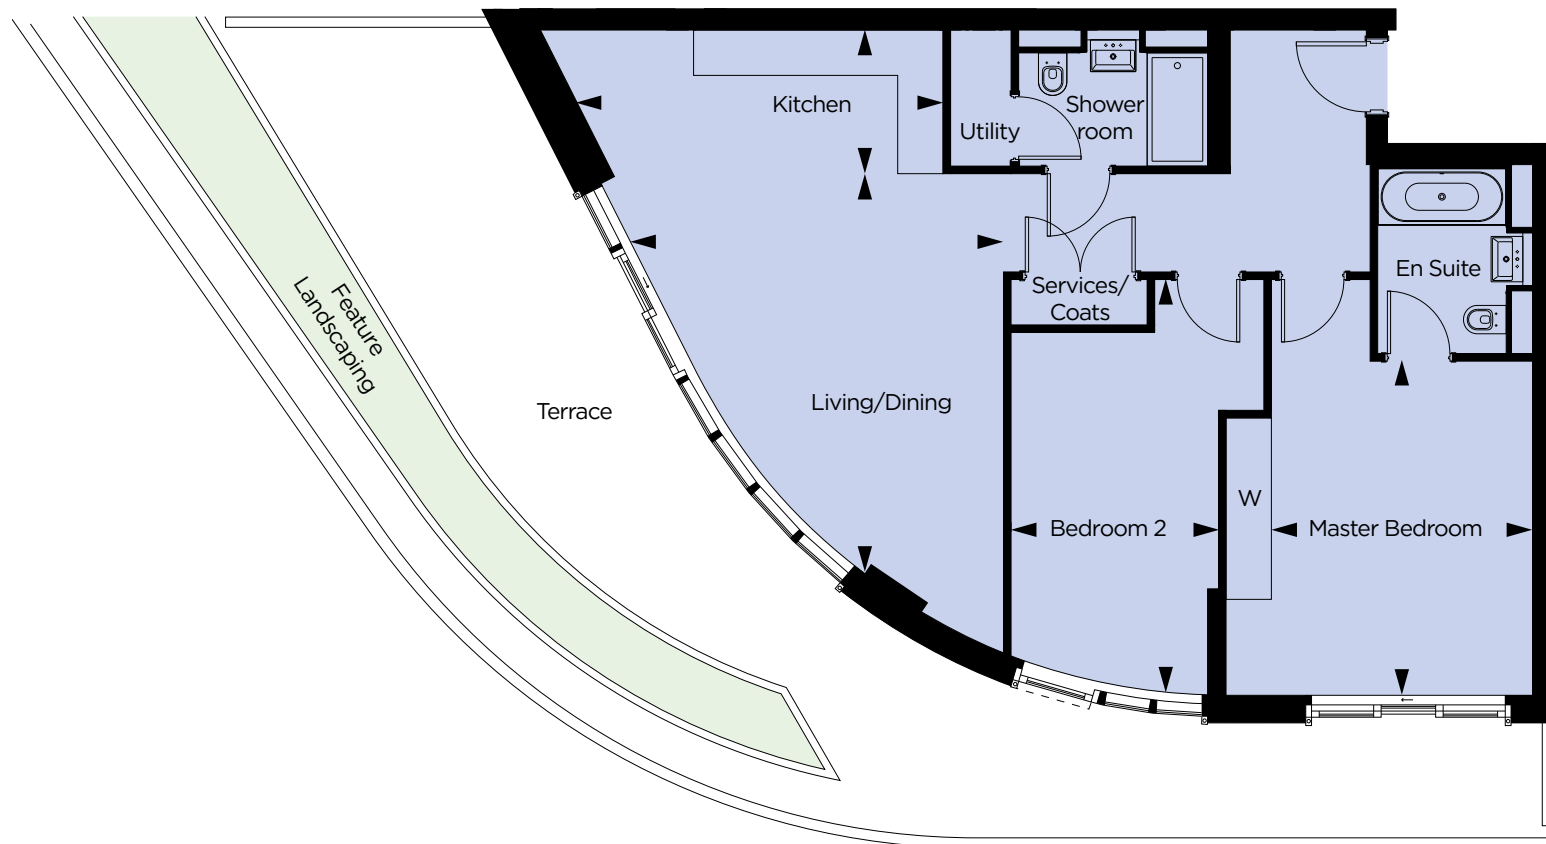 Kitchen
Utility
Shower
room
En Suite
Services/
Coats
Feature
Landscaping
Terrace
Living/Dining
W
Bedroom 2
Master Bedroom